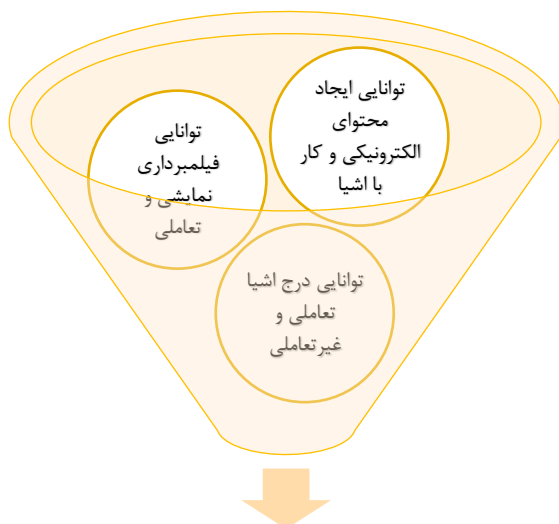 توانایی ایجاد
محتوای
الکترونیکی و کار
با اشیا
توانایی
فیلمبرداری
نمایشی و
تعاملی
توانایی درج اشیا
تعاملی و
غیرتعاملی